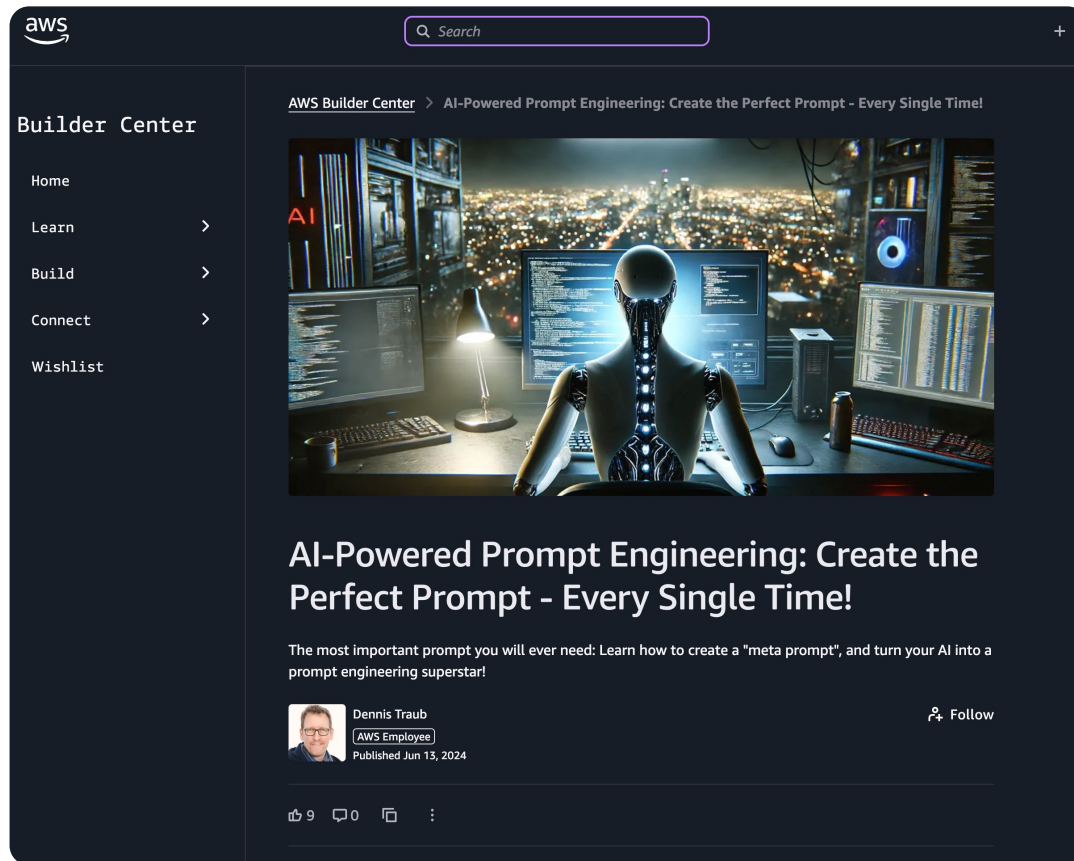 aws
Search
Builder Center
Home
Learn
Build
Connect
Wishlist
AWS Builder Center > AI-Powered Prompt Engineering: Create the Perfect Prompt - Every Single Time!
AI
AI-Powered Prompt Engineering: Create the
Perfect Prompt - Every Single Time!
The most important prompt you will ever need: Learn how to create a "meta prompt", and turn your AI into a
prompt engineering superstar!
Dennis Traub
AWS Employee
Published Jun 13, 2024
Follow
9 0